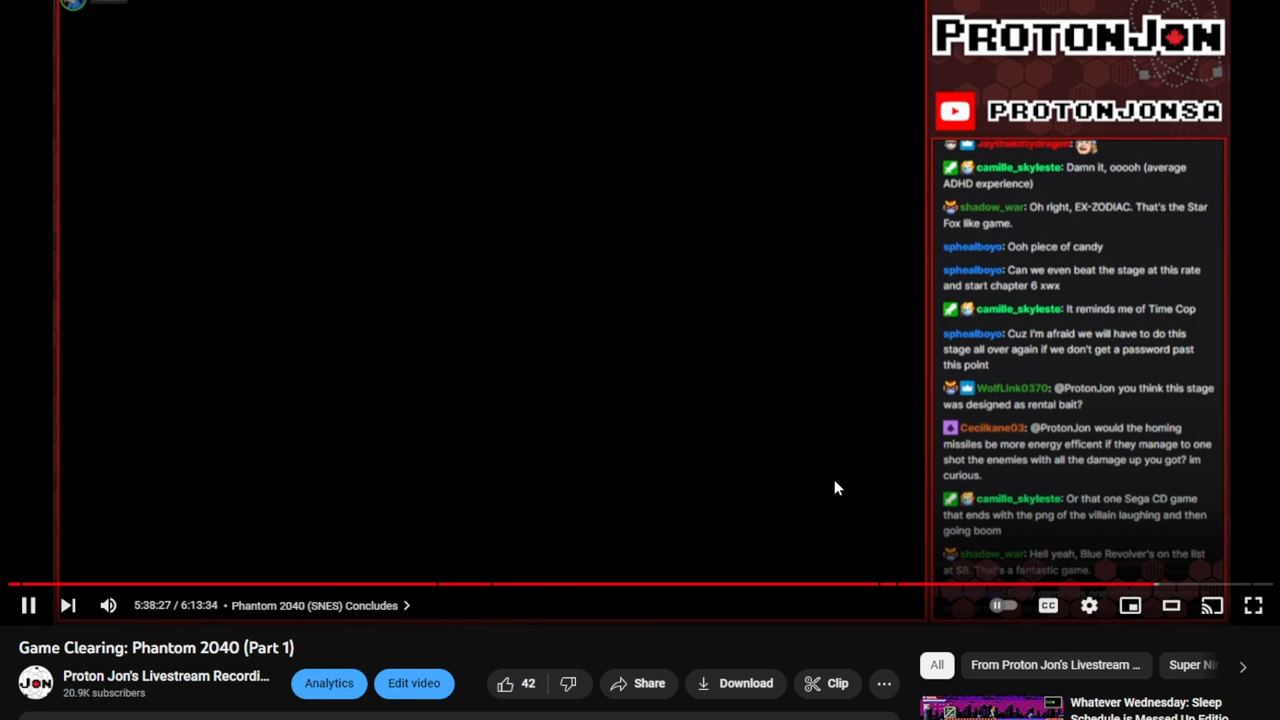 PROTONJON
PROTONJONSA
Jaythekittydragon:
camille_skyleste: Damn it, ooooh (average
ADHD experience)
shadow_war: Oh right, EX-ZODIAC. That's the Star
Fox like game.
sphealboyo: Ooh piece of candy
sphealboyo: Can we even beat the stage at this rate
and start chapter 6 xwx
camille_skyleste: It reminds me of Time Cop
sphealboyo: Cuz I'm afraid we will have to do this
stage all over again if we don't get a password past
this point
WolfLink0370: @ProtonJon you think this stage
was designed as rental bait?
Cecilkane03: @ProtonJon would the homing
missiles be more energy efficent if they manage to one
shot the enemies with all the damage up you got? im
curious.
camille_skyleste: Or that one Sega CD game
that ends with the png of the villain laughing and then
going boom
shadow_war: Hell yeah, Blue Revolver's on the list
at $8. That's a fantastic game.
5:38:27 / 6:13:34 • Phantom 2040 (SNES) Concludes >
CC
Game Clearing: Phantom 2040 (Part 1)
JON
Proton Jon's Livestream Recordi...
20.9K subscribers
Analytics
Edit video
42
Share
Download
Clip
...
All
From Proton Jon's Livestream ...
Super Ni
Whatever Wednesday: Sleep
Schedule is Messed Up Editio